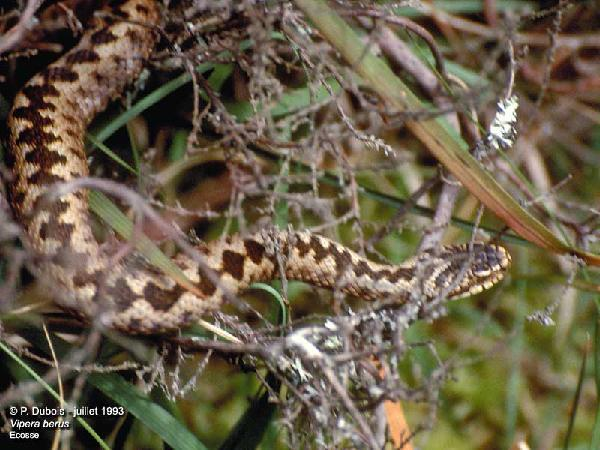 © P. Dubois - juillet 1993
Vipera berus
Ecosse